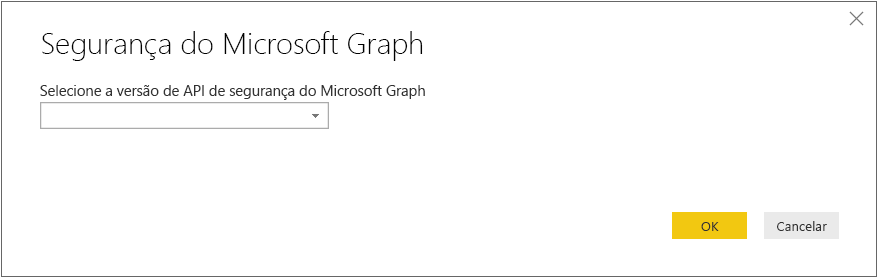 Segurança do Microsoft Graph
Selecione a versão de API de segurança do Microsoft Graph
OK
Cancelar